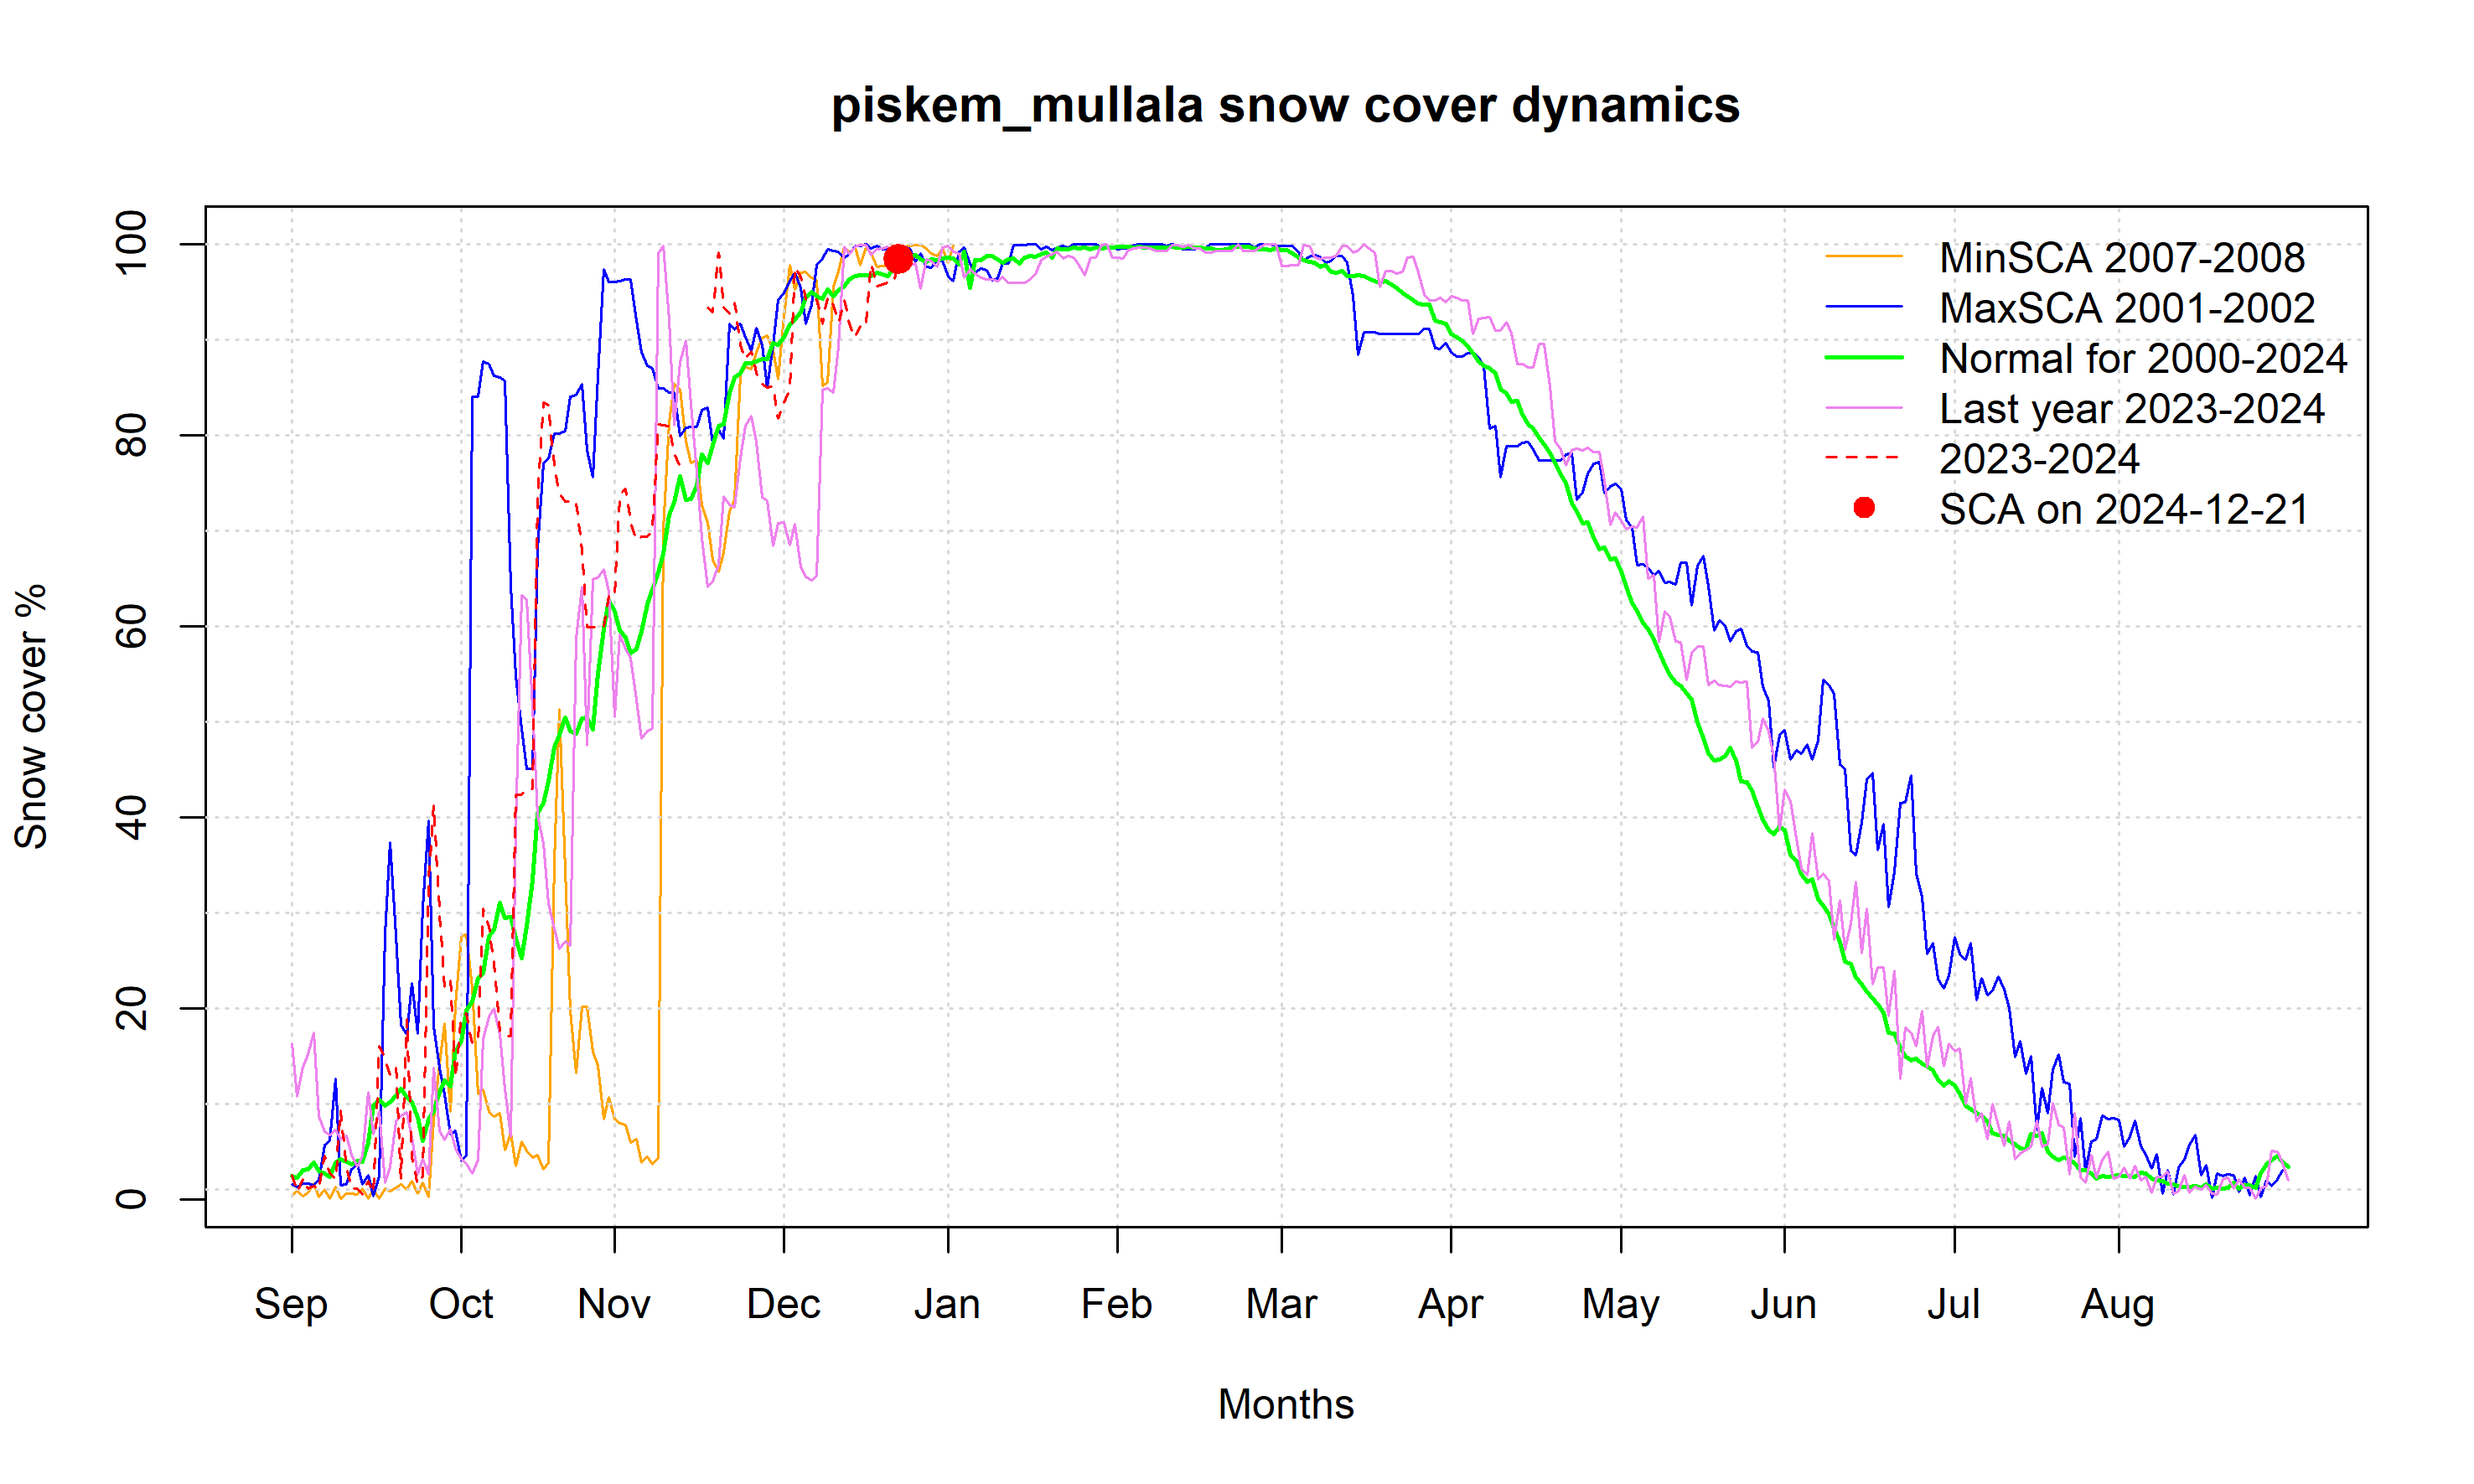 piskem_mullala snow cover dynamics
MinSCA 2007-2008
MaxSCA 2001-2002
Normal for 2000-2024
Last year 2023-2024
2023-2024
SCA on 2024-12-21
Snow cover %
100
80
60
40
20
0
Sep Oct Nov Dec Jan Feb Mar Apr May Jun Jul Aug
Months